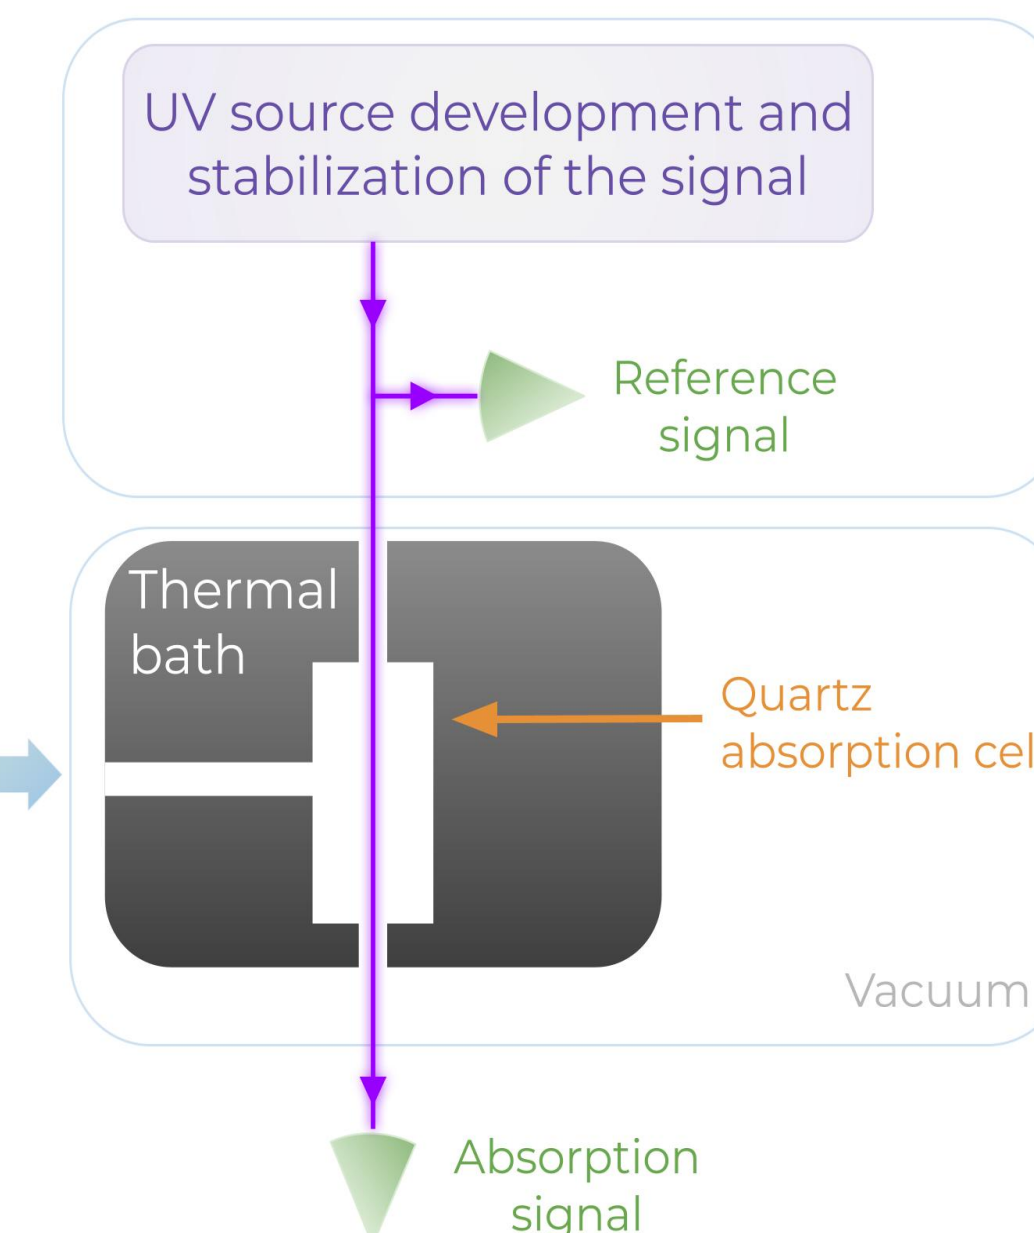 UV source development and
stabilization of the signal
Reference
signal
Thermal
bath
Quartz
absorption cel
Vacuum
Absorption
signal